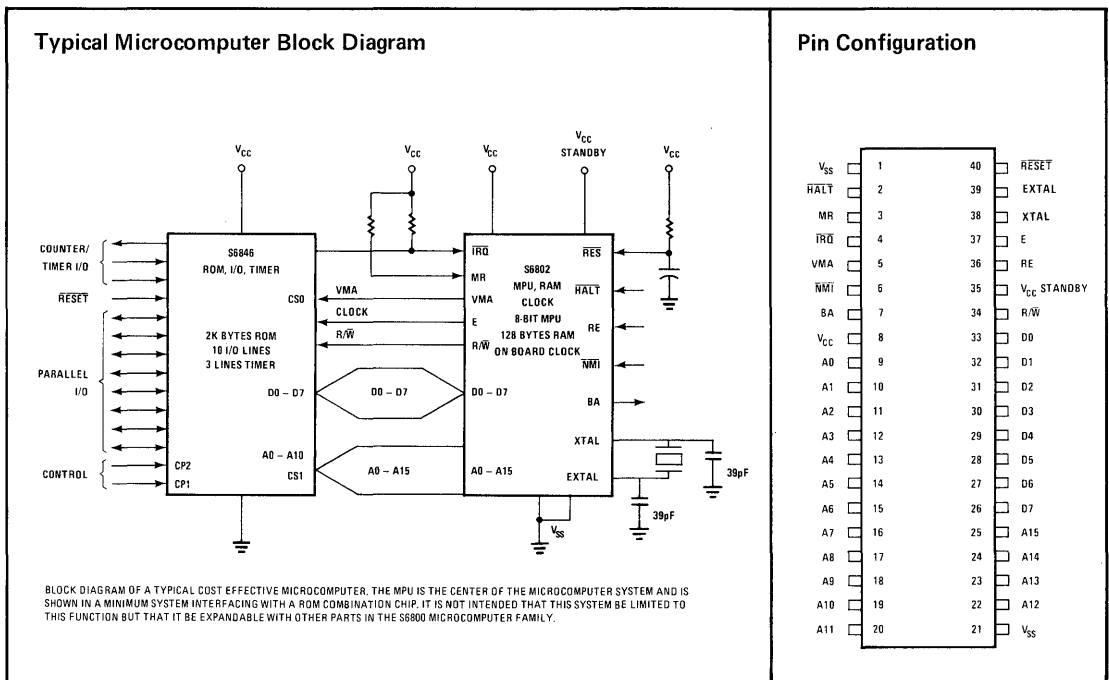 Typical Microcomputer Block Diagram
VCC
VCC
VCC
VCC
STANDBY
VCC
COUNTER/
TIMER I/O
RESET
PARALLEL
I/O
CONTROL
S6846
ROM, I/O, TIMER
CS0
2K BYTES ROM
10 I/O LINES
3 LINES TIMER
D0 – D7
A0 – A10
CS1
CP2
CP1
VMA
CLOCK
R/W̅
D0 – D7
A0 – A15
I̅R̅Q̅
MR
VMA
E
R/W̅
D0 – D7
A0 – A15
S6802
MPU, RAM
CLOCK
8-BIT MPU
128 BYTES RAM
ON BOARD CLOCK
R̅E̅S̅
H̅A̅L̅T̅
RE
N̅M̅I̅
BA
XTAL
EXTAL
39pF
39pF
VSS
BLOCK DIAGRAM OF A TYPICAL COST EFFECTIVE MICROCOMPUTER. THE MPU IS THE CENTER OF THE MICROCOMPUTER SYSTEM AND IS
SHOWN IN A MINIMUM SYSTEM INTERFACING WITH A ROM COMBINATION CHIP. IT IS NOT INTENDED THAT THIS SYSTEM BE LIMITED TO
THIS FUNCTION BUT THAT IT BE EXPANDABLE WITH OTHER PARTS IN THE S6800 MICROCOMPUTER FAMILY.
Pin Configuration
VSS 1 40 R̅E̅S̅E̅T̅
H̅A̅L̅T̅ 2 39 EXTAL
MR 3 38 XTAL
I̅R̅Q̅ 4 37 E
VMA 5 36 RE
N̅M̅I̅ 6 35 VCC STANDBY
BA 7 34 R/W̅
VCC 8 33 D0
A0 9 32 D1
A1 10 31 D2
A2 11 30 D3
A3 12 29 D4
A4 13 28 D5
A5 14 27 D6
A6 15 26 D7
A7 16 25 A15
A8 17 24 A14
A9 18 23 A13
A10 19 22 A12
A11 20 21 VSS